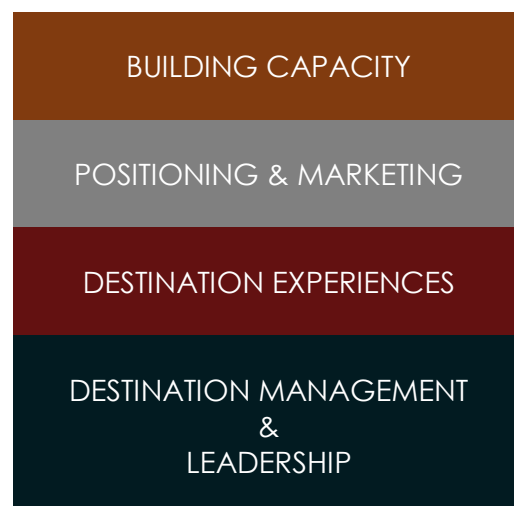 BUILDING CAPACITY
POSITIONING & MARKETING
DESTINATION EXPERIENCES
DESTINATION MANAGEMENT
&
LEADERSHIP